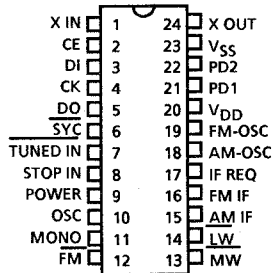 X IN 1 24 X OUT
CE 2 23 VSS
DI 3 22 PD2
CK 4 21 PD1
DO 5 20 VDD
SYC 6 19 FM-OSC
TUNED IN 7 18 AM-OSC
STOP IN 8 17 IF REQ
POWER 9 16 FM IF
OSC 10 15 AM IF
MONO 11 14 LW
FM 12 13 MW